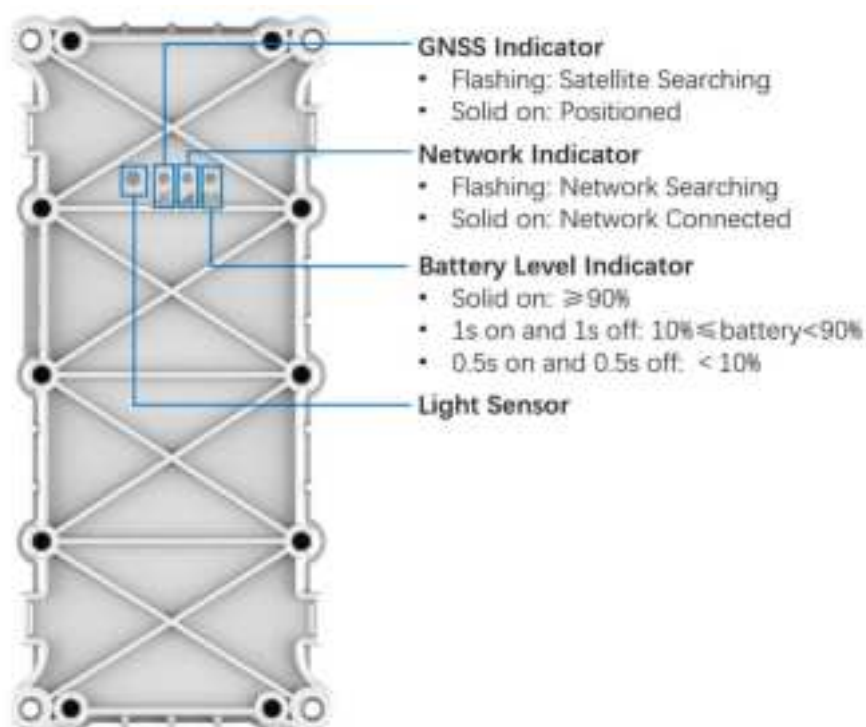 GNSS Indicator
• Flashing: Satellite Searching
• Solid on: Positioned
Network Indicator
• Flashing: Network Searching
• Solid on: Network Connected
Battery Level Indicator
• Solid on: ≥90%
• 1s on and 1s off: 10%≤battery<90%
• 0.5s on and 0.5s off: < 10%
Light Sensor